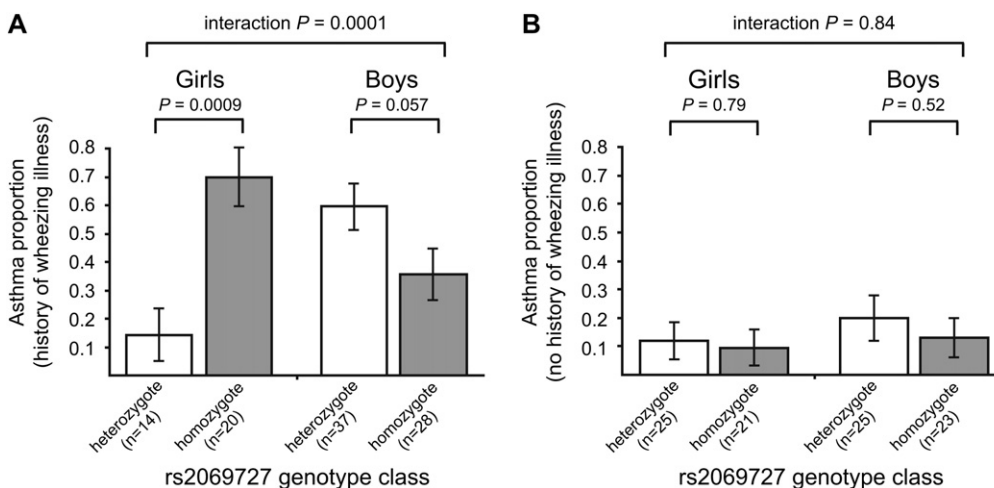 A
interaction P = 0.0001
Girls
Boys
P = 0.0009
P = 0.057
Asthma proportion
(history of wheezing illness)
0.8
0.7
0.6
0.5
0.4
0.3
0.2
0.1
heterozygote
(n=14)
homozygote
(n=20)
heterozygote
(n=37)
homozygote
(n=28)
rs2069727 genotype class
B
interaction P = 0.84
Girls
Boys
P = 0.79
P = 0.52
Asthma proportion
(no history of wheezing illness)
0.8
0.7
0.6
0.5
0.4
0.3
0.2
0.1
heterozygote
(n=25)
homozygote
(n=21)
heterozygote
(n=25)
homozygote
(n=23)
rs2069727 genotype class